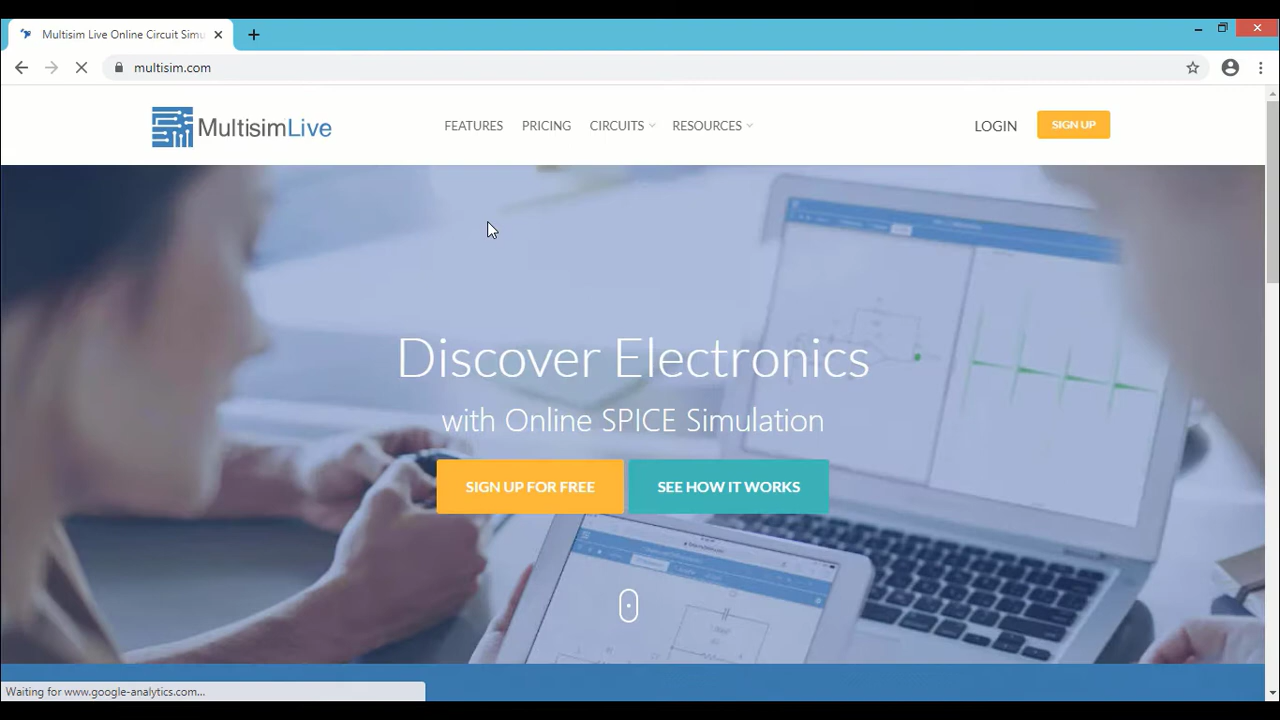 Multisim Live Online Circuit Simu
multisim.com
MultisimLive
FEATURES PRICING CIRCUITS RESOURCES LOGIN SIGN UP
Discover Electronics
with Online SPICE Simulation
SIGN UP FOR FREE SEE HOW IT WORKS
Waiting for www.google-analytics.com...